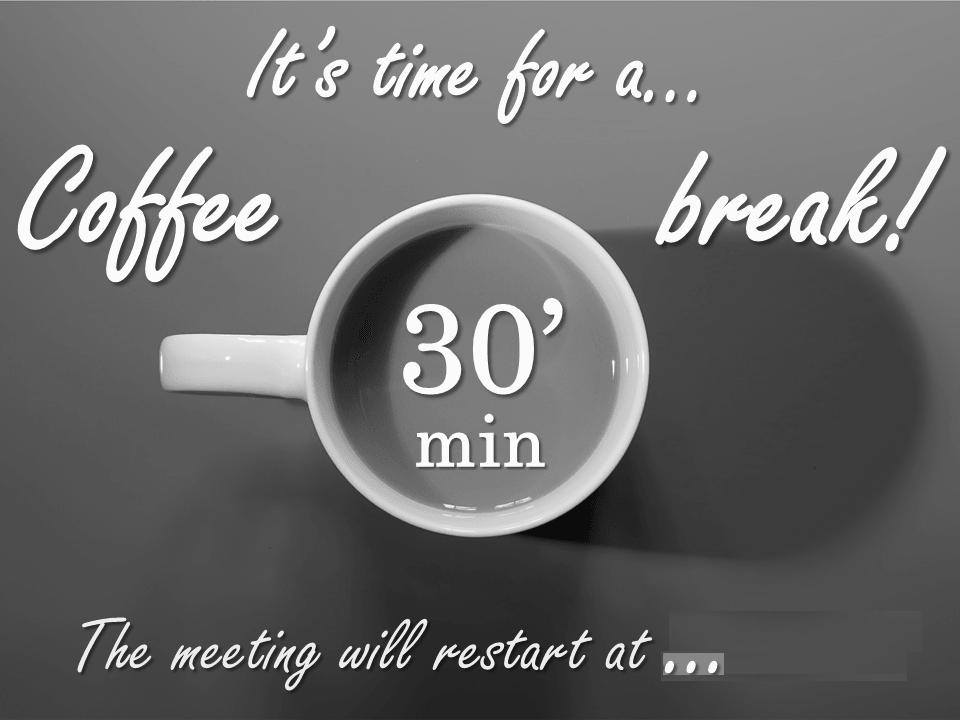 It's time for a...
Coffee break!
30'
min
The meeting will restart at ...